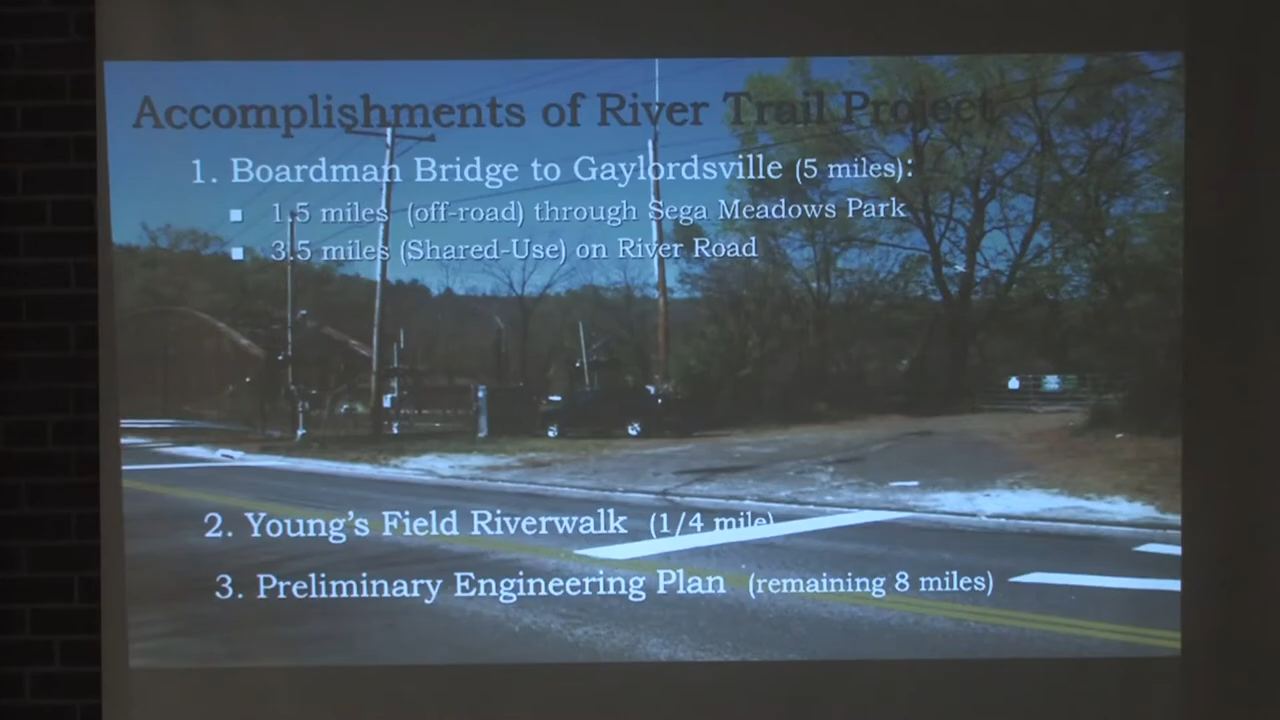 Accomplishments of River Trail Project
1. Boardman Bridge to Gaylordsville (5 miles):
▪ 1.5 miles (off-road) through Sega Meadows Park
▪ 3.5 miles (Shared-Use) on River Road
2. Young's Field Riverwalk (1/4 mile)
3. Preliminary Engineering Plan (remaining 8 miles)